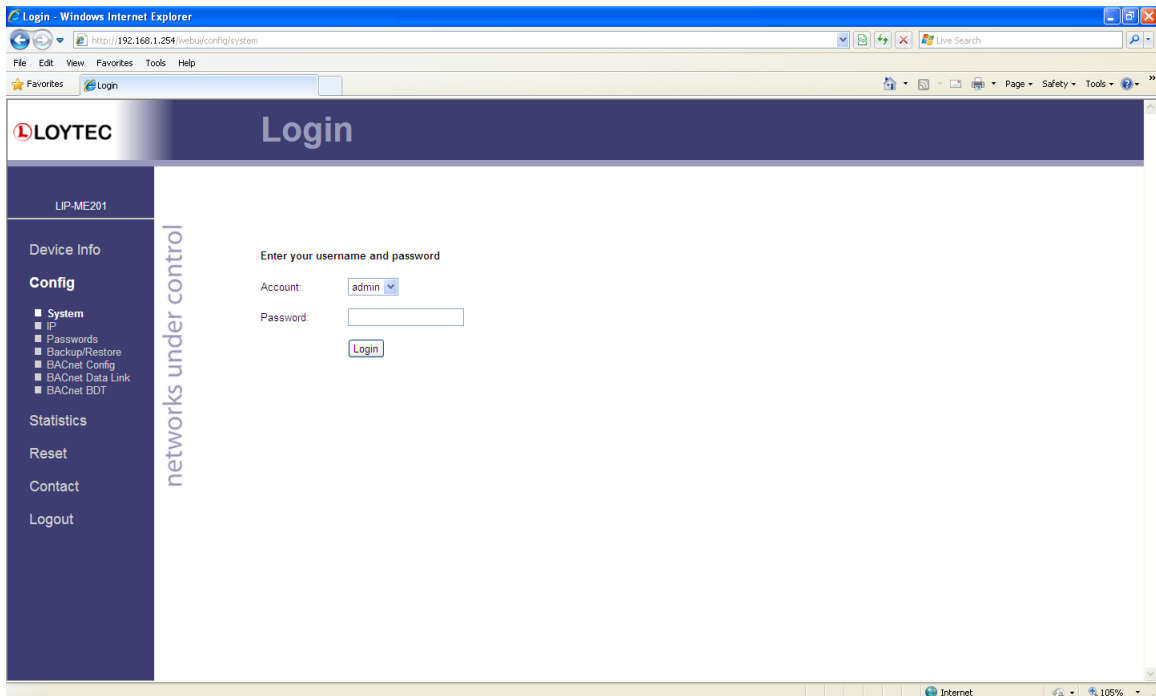 Login - Windows Internet Explorer
http://192.168.1.254/webui/config/system
Live Search
File Edit View Favorites Tools Help
Favorites Login Page Safety Tools »
LOYTEC Login
LIP-ME201
Device Info
Config
System
IP
Passwords
Backup/Restore
BACnet Config
BACnet Data Link
BACnet BDT
Statistics
Reset
Contact
Logout
networks under control
Enter your username and password
Account: admin
Password:
Login
Internet 105%